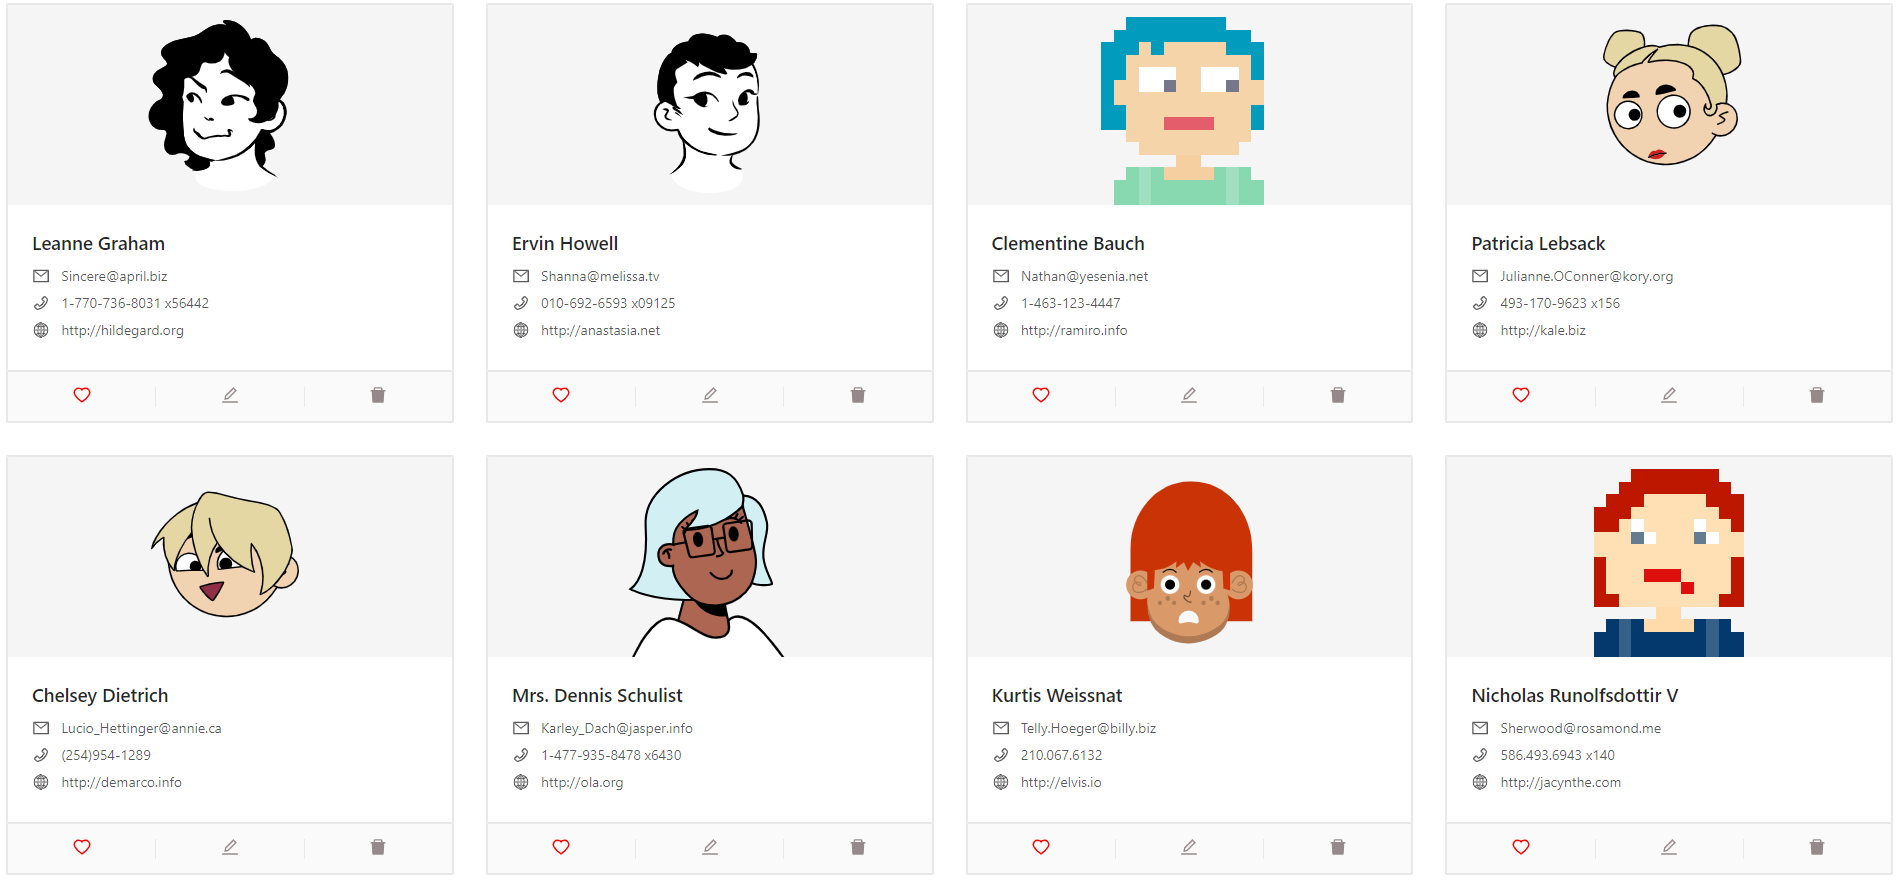 Leanne Graham
Sincere@april.biz
1-770-736-8031 x56442
http://hildegard.org
Ervin Howell
Shanna@melissa.tv
010-692-6593 x09125
http://anastasia.net
Clementine Bauch
Nathan@yesenia.net
1-463-123-4447
http://ramiro.info
Patricia Lebsack
Julianne.OConner@kory.org
493-170-9623 x156
http://kale.biz
Chelsey Dietrich
Lucio_Hettinger@annie.ca
(254)954-1289
http://demarco.info
Mrs. Dennis Schulist
Karley_Dach@jasper.info
1-477-935-8478 x6430
http://ola.org
Kurtis Weissnat
Telly.Hoeger@billy.biz
210.067.6132
http://elvis.io
Nicholas Runolfsdottir V
Sherwood@rosamond.me
586.493.6943 x140
http://jacynthe.com